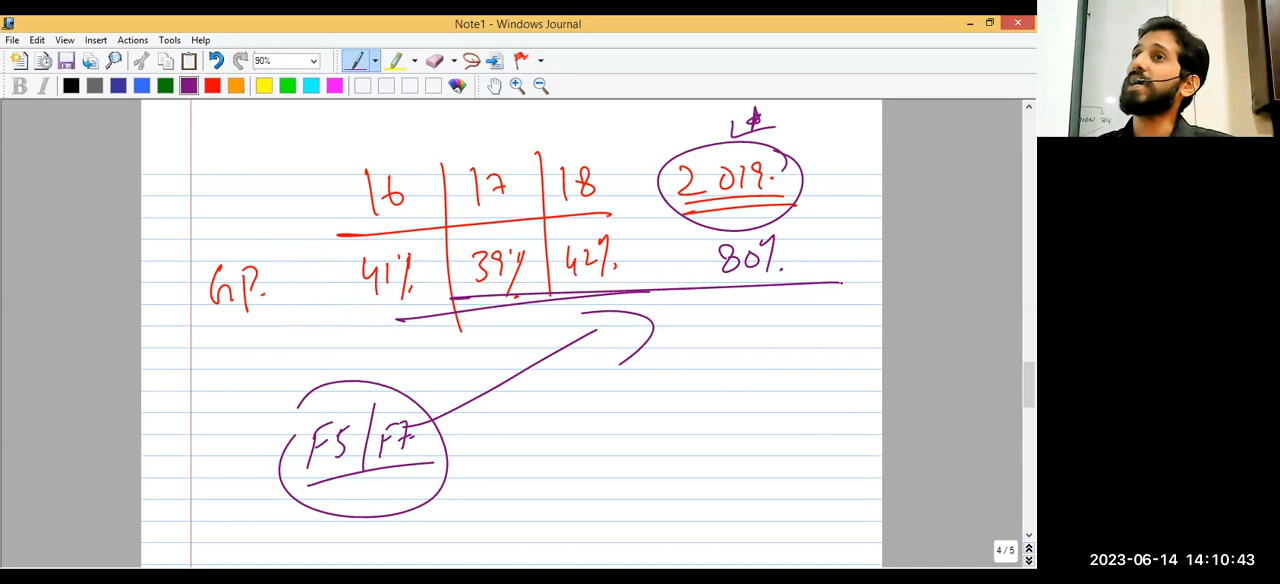 Note1 - Windows Journal
File Edit View Insert Actions Tools Help
90%
B I
16 17 18 2019.
GP. 41% 39% 42% 80%.
F5 F7
4 / 5
2023-06-14 14:10:43